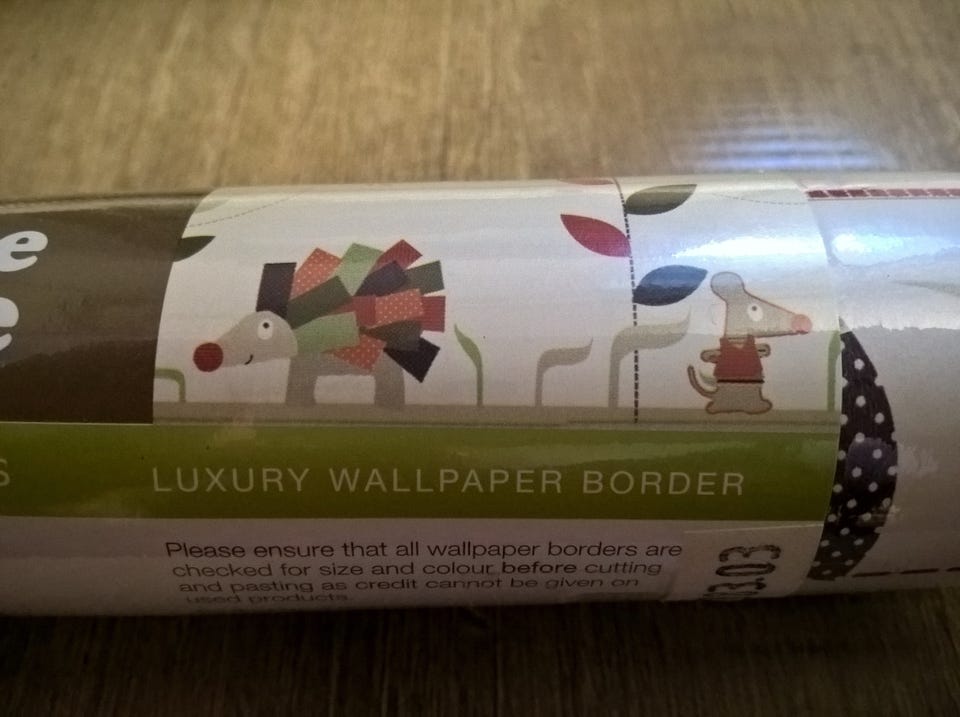 e
e
S
LUXURY WALLPAPER BORDER
Please ensure that all wallpaper borders are
checked for size and colour before cutting
and pasting as credit cannot be given on
used products.